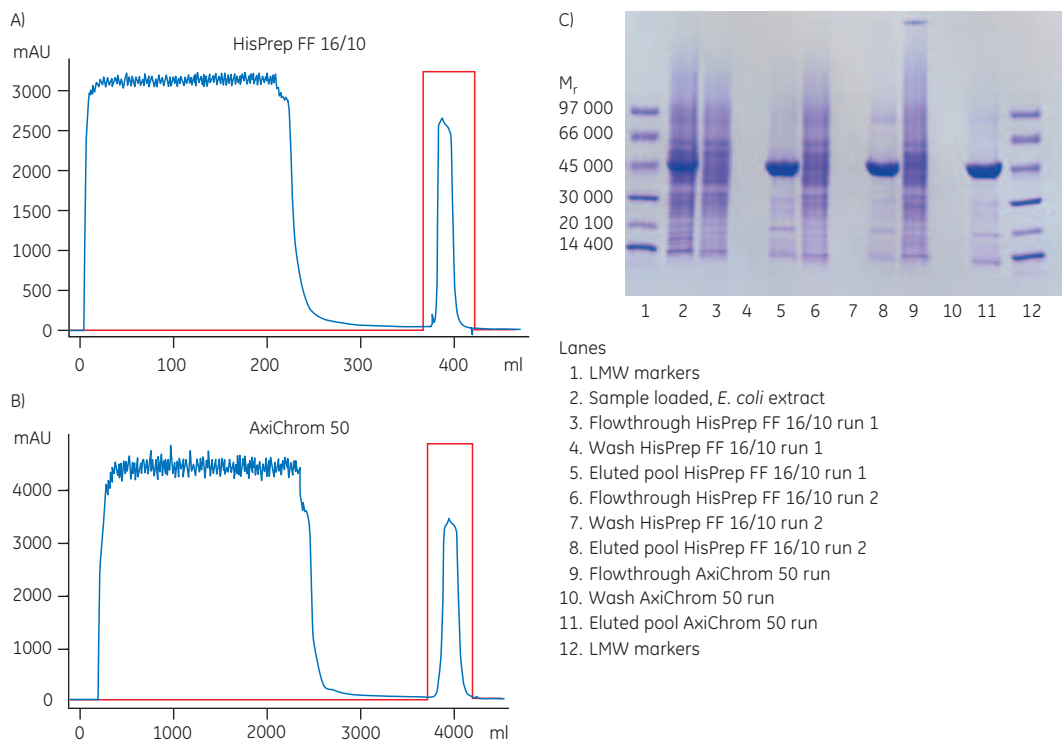 A)
HisPrep FF 16/10
mAU
3000
2500
2000
1500
1000
500
0
0 100 200 300 400 ml
B)
AxiChrom 50
mAU
4000
3000
2000
1000
0
0 1000 2000 3000 4000 ml
C)
Mr
97 000
66 000
45 000
30 000
20 100
14 400
1 2 3 4 5 6 7 8 9 10 11 12
Lanes
1. LMW markers
2. Sample loaded, E. coli extract
3. Flowthrough HisPrep FF 16/10 run 1
4. Wash HisPrep FF 16/10 run 1
5. Eluted pool HisPrep FF 16/10 run 1
6. Flowthrough HisPrep FF 16/10 run 2
7. Wash HisPrep FF 16/10 run 2
8. Eluted pool HisPrep FF 16/10 run 2
9. Flowthrough AxiChrom 50 run
10. Wash AxiChrom 50 run
11. Eluted pool AxiChrom 50 run
12. LMW markers